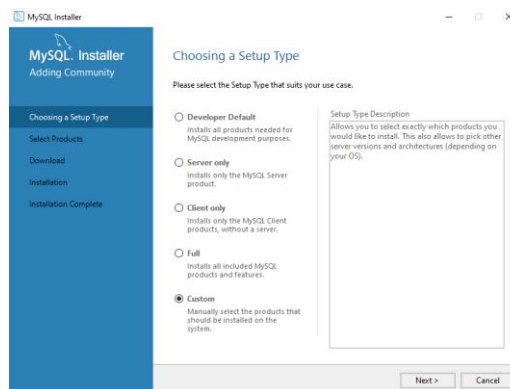 MySQL Installer
MySQL. Installer
Adding Community
Choosing a Setup Type
Select Products
Download
Installation
Installation Complete
Choosing a Setup Type
Please select the Setup Type that suits your use case.
Developer Default
Installs all products needed for
MySQL development purposes.
Server only
Installs only the MySQL Server
product.
Client only
Installs only the MySQL Client
products, without a server.
Full
Installs all included MySQL
products and features.
Custom
Manually select the products that
should be installed on the
system.
Setup Type Description
Allows you to select exactly which products you
would like to install. This also allows to pick other
server versions and architectures (depending on
your OS).
Next >
Cancel